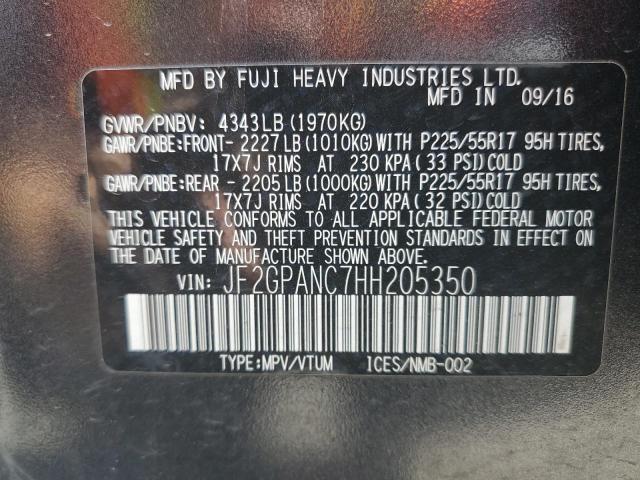 MFD BY FUJI HEAVY INDUSTRIES LTD.
MFD IN 09/16
GVWR/PNBV: 4343LB (1970KG)
GAWR/PNBE:FRONT- 2227LB (1010KG) WITH P225/55R17 95H TIRES,
17X7J RIMS AT 230 KPA (33 PSI) COLD
GAWR/PNBE:REAR - 2205LB (1000KG) WITH P225/55R17 95H TIRES,
17X7J RIMS AT 220 KPA (32 PSI) COLD
THIS VEHICLE CONFORMS TO ALL APPLICABLE FEDERAL MOTOR
VEHICLE SAFETY AND THEFT PREVENTION STANDARDS IN EFFECT ON
THE DATE OF MANUFACTURE SHOWN ABOVE.
VIN: JF2GPANC7HH205350
TYPE:MPV/VTUM ICES/NMB-002